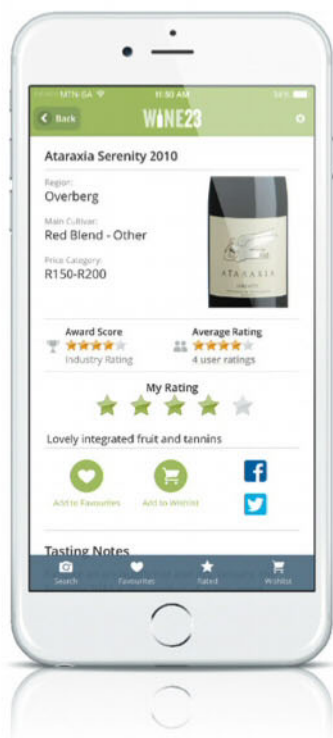 MTN-SA
11:30 AM
Back
WINE23
Ataraxia Serenity 2010
Region:
Overberg
Main Cultivar:
Red Blend - Other
Price Category:
R150-R200
ATARAXIA
Award Score
Average Rating
Industry Rating
4 user ratings
My Rating
Lovely integrated fruit and tannins
Add to Favourites
Add to Wishlist
Tasting Notes
Search
Favourites
Rated
Wishlist